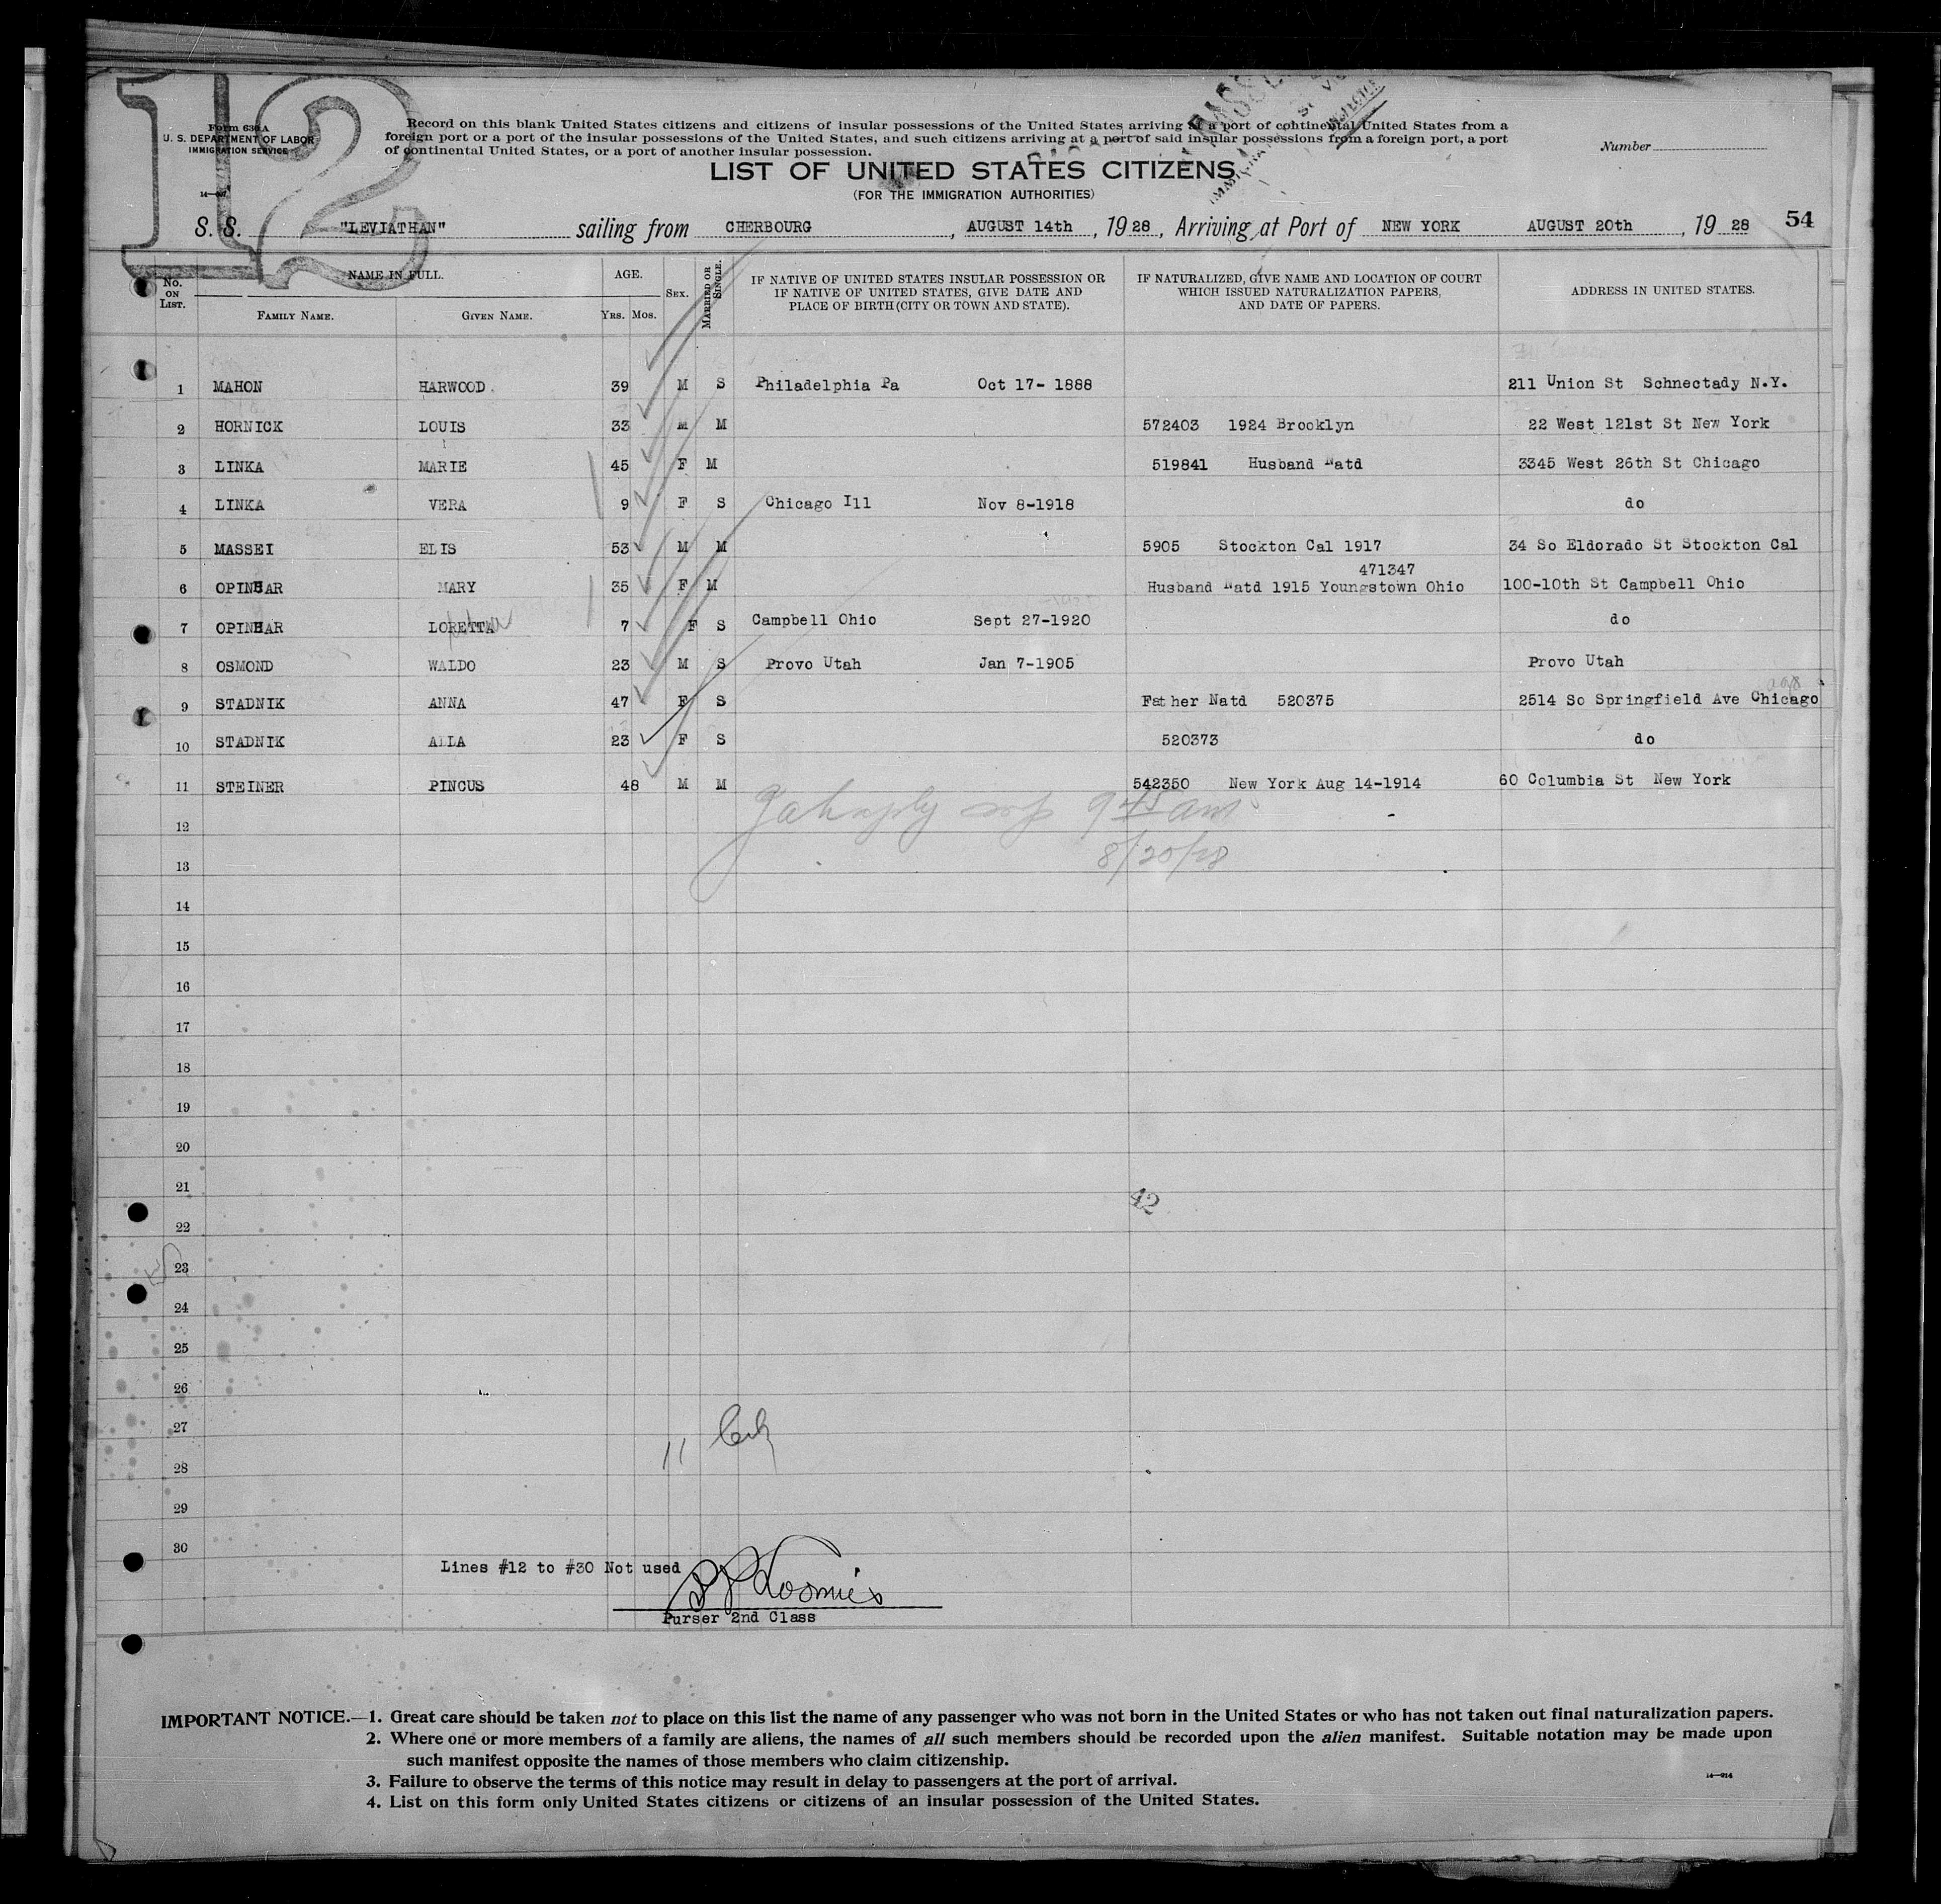 12
Form 630 A
U. S. DEPARTMENT OF LABOR
IMMIGRATION SERVICE
Record on this blank United States citizens and citizens of insular possessions of the United States arriving at a port of continental United States from a
foreign port or a port of the insular possessions of the United States, and such citizens arriving at a port of said insular possessions from a foreign port, a port
of continental United States, or a port of another insular possession.
Number
LIST OF UNITED STATES CITIZENS
(FOR THE IMMIGRATION AUTHORITIES)
S. S. "LEVIATHAN" sailing from CHERBOURG, AUGUST 14th, 1928, Arriving at Port of NEW YORK AUGUST 20th, 1928 54
No. ON LIST. NAME IN FULL. FAMILY NAME. GIVEN NAME. AGE. YRS. MOS. SEX. MARRIED OR SINGLE. IF NATIVE OF UNITED STATES INSULAR POSSESSION OR IF NATIVE OF UNITED STATES, GIVE DATE AND PLACE OF BIRTH (CITY OR TOWN AND STATE). IF NATURALIZED, GIVE NAME AND LOCATION OF COURT WHICH ISSUED NATURALIZATION PAPERS, AND DATE OF PAPERS. ADDRESS IN UNITED STATES.
1 MAHON HARWOOD 39 M S Philadelphia Pa Oct 17- 1888 211 Union St Schnectady N.Y.
2 HORNICK LOUIS 33 M M 572403 1924 Brooklyn 22 West 121st St New York
3 LINKA MARIE 45 F M 519841 Husband Natd 3345 West 26th St Chicago
4 LINKA VERA 9 F S Chicago Ill Nov 8-1918 do
5 MASSEI ELIS 53 M M 5905 Stockton Cal 1917 34 So Eldorado St Stockton Cal
471347
6 OPINHAR MARY 35 F M Husband Natd 1915 Youngstown Ohio 100-10th St Campbell Ohio
7 OPINHAR LORETTA 7 F S Campbell Ohio Sept 27-1920 do
8 OSMOND WALDO 23 M S Provo Utah Jan 7-1905 Provo Utah
9 STADNIK ANNA 47 F S Father Natd 520375 2514 So Springfield Ave Chicago
10 STADNIK ALLA 23 F S 520373 do
11 STEINER PINCUS 48 M M 542350 New York Aug 14-1914 60 Columbia St New York
12 9 45 am
13 8/20/28
14
15
16
17
18
19
20
21
42
22
23
24
25
26
27
11
28
29
30
Lines #12 to #30 Not used
Loomis
Purser 2nd Class
IMPORTANT NOTICE.—1. Great care should be taken not to place on this list the name of any passenger who was not born in the United States or who has not taken out final naturalization papers.
2. Where one or more members of a family are aliens, the names of all such members should be recorded upon the alien manifest. Suitable notation may be made upon
such manifest opposite the names of those members who claim citizenship.
3. Failure to observe the terms of this notice may result in delay to passengers at the port of arrival.
4. List on this form only United States citizens or citizens of an insular possession of the United States.
14—914